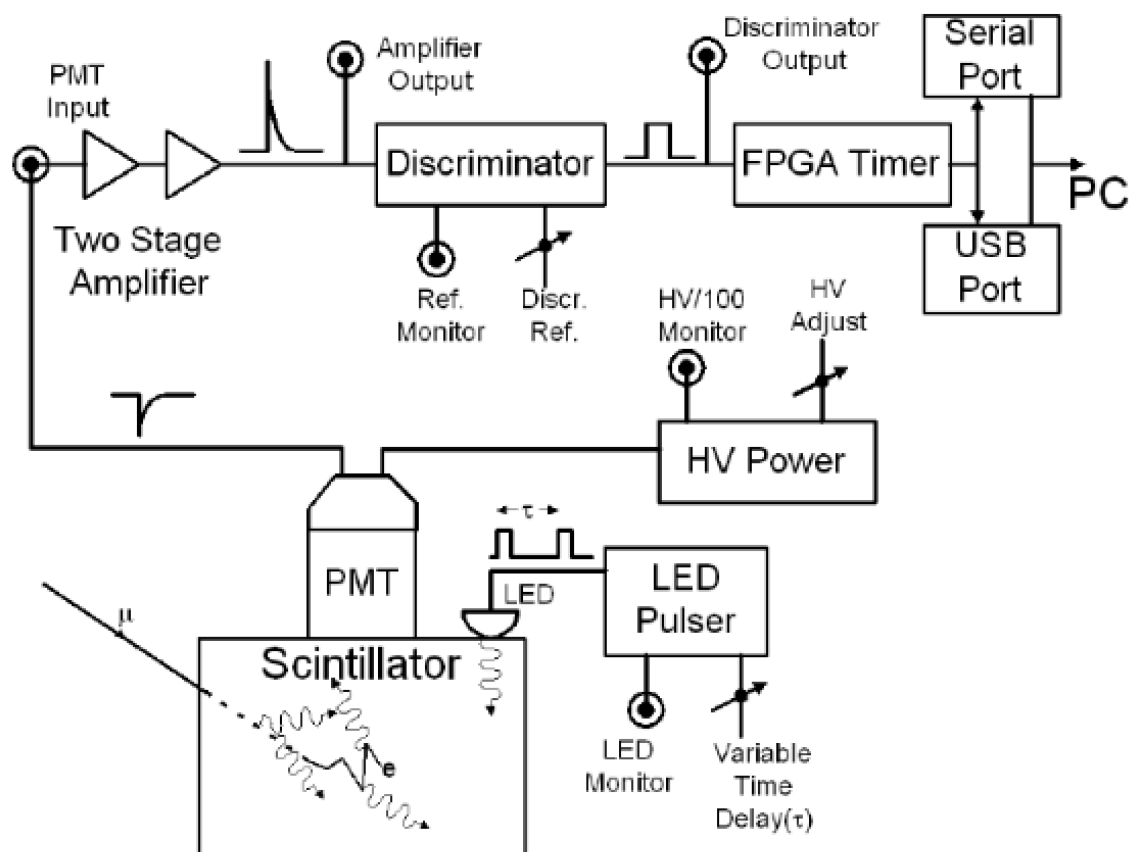 PMT
Input
Amplifier
Output
Discriminator
Output
Serial
Port
Discriminator
FPGA Timer
PC
Two Stage
Amplifier
Ref.
Monitor
Discr.
Ref.
HV/100
Monitor
HV
Adjust
USB
Port
HV Power
τ
PMT
LED
LED
Pulser
μ
Scintillator
e
LED
Monitor
Variable
Time
Delay(τ)